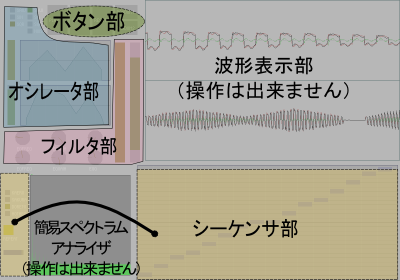 ボタン部
オシレータ部
フィルタ部
波形表示部
（操作は出来ません）
簡易スペクトラム
アナライザ
（操作は出来ません）
シーケンサ部